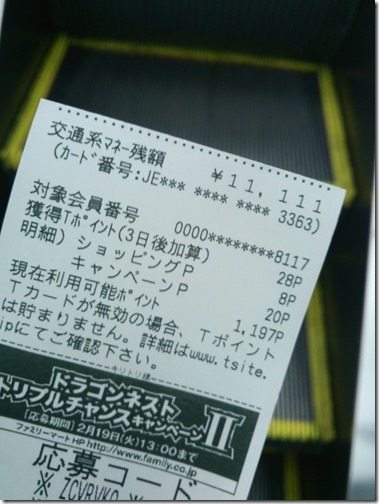 交通系マネー残額 ¥11,111
(カード番号:JE*** **** **** 3363)
対象会員番号 0000********8117
獲得Tポイント(3日後加算) 28P
明細) ショッピングP 8P
キャンペーンP 20P
現在利用可能ポイント 1,197P
Tカードが無効の場合、Tポイント
は貯まりません。詳細はwww.tsite.
jpにてご確認下さい。
キリトリ線
ドラゴンネスト
トリプルチャンスキャンペーンII
[応募期間] 2月19日(火)13:00まで
ファミリーマートHP http://www.family.co.jp
応募コード